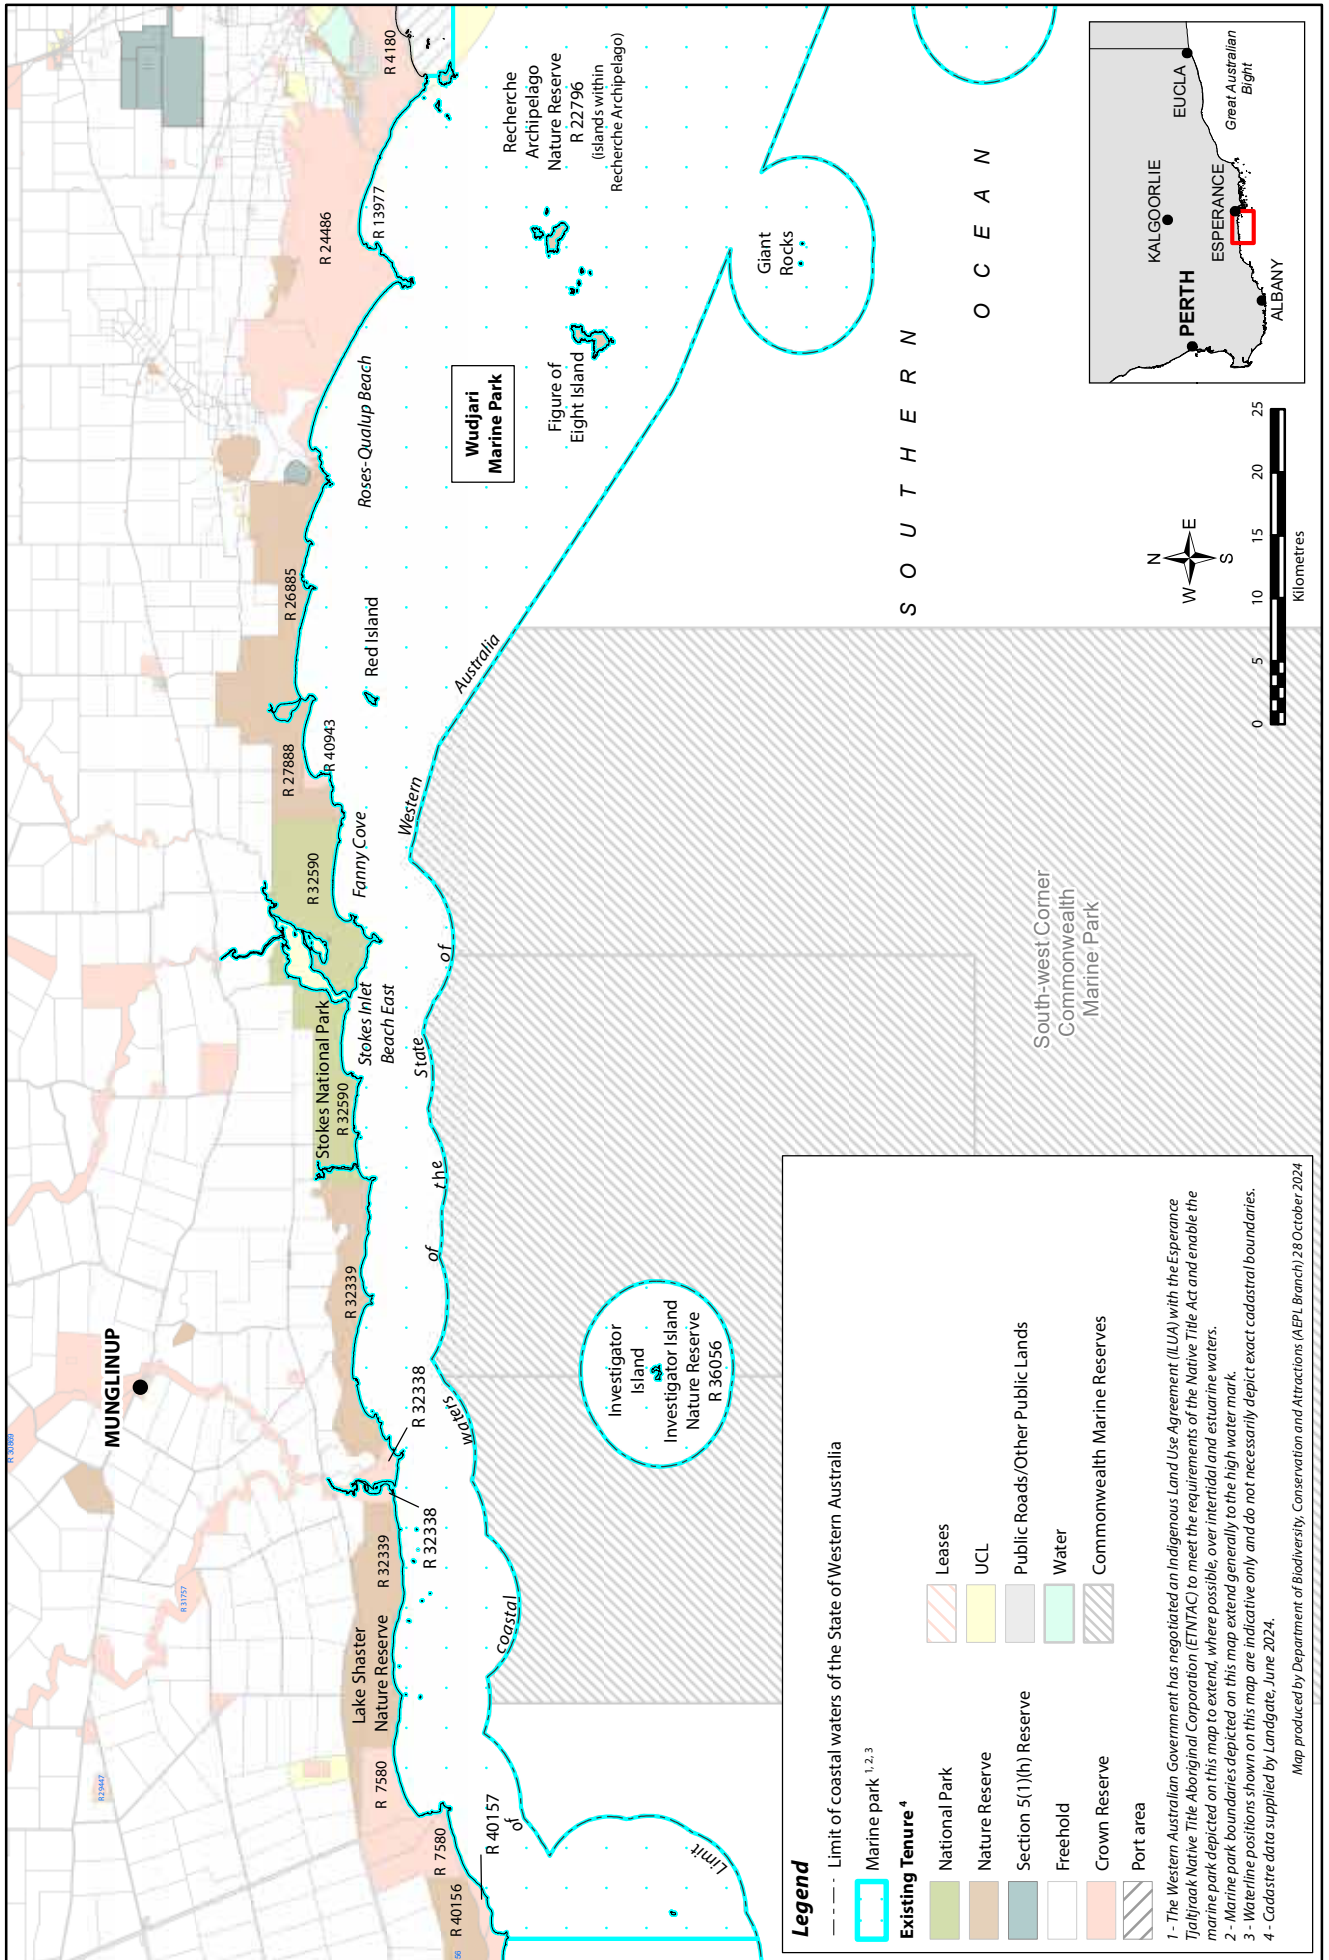 R 30869
MUNGLINUP
R 31757
R 29447
56
R 40156
R 7580
R 7580
R 40157
Lake Shaster
Nature Reserve
R 32339
R 32338
R 32338
R 32339
Stokes National Park
R 32590
R 32590
Stokes Inlet
Beach East
Fanny Cove
R 27888
R 40943
R 26885
Red Island
Roses-Qualup Beach
R 24486
R 13977
R 4180
Wudjari
Marine Park
Figure of
Eight Island
Recherche
Archipelago
Nature Reserve
R 22796
(islands within
Recherche Archipelago)
Giant
Rocks
Limit of coastal waters of the State of Western Australia
Investigator
Island
Investigator Island
Nature Reserve
R 36056
South-west Corner
Commonwealth
Marine Park
SOUTHERN
OCEAN
Legend
Limit of coastal waters of the State of Western Australia
Marine park 1, 2, 3
Existing Tenure 4
National Park
Nature Reserve
Section 5(1)(h) Reserve
Freehold
Crown Reserve
Port area
Leases
UCL
Public Roads/Other Public Lands
Water
Commonwealth Marine Reserves
1 - The Western Australian Government has negotiated an Indigenous Land Use Agreement (ILUA) with the Esperance
Tjaltjraak Native Title Aboriginal Corporation (ETNTAC) to meet the requirements of the Native Title Act and enable the
marine park depicted on this map to extend, where possible, over intertidal and estuarine waters.
2 - Marine park boundaries depicted on this map extend generally to the high water mark.
3 - Waterline positions shown on this map are indicative only and do not necessarily depict exact cadastral boundaries.
4 - Cadastre data supplied by Landgate, June 2024.
Map produced by Department of Biodiversity, Conservation and Attractions (AEPL Branch) 28 October 2024
N
W E
S
0 5 10 15 20 25
Kilometres
PERTH
KALGOORLIE
ESPERANCE
ALBANY
EUCLA
Great Australian
Bight